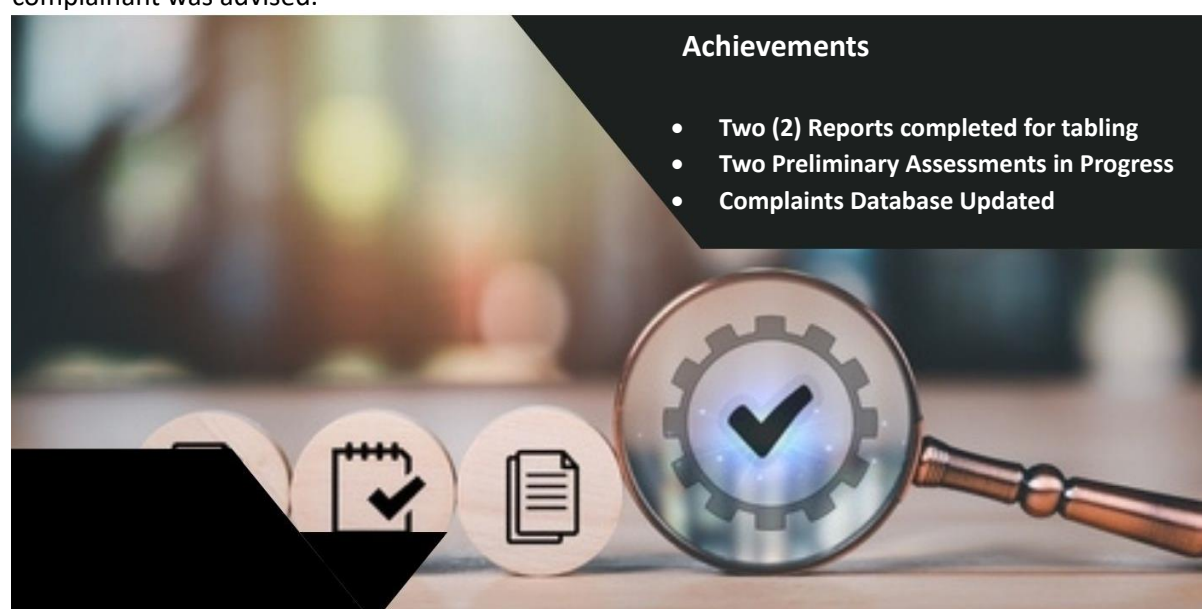 complainant was advised.
Achievements
• Two (2) Reports completed for tabling
• Two Preliminary Assessments in Progress
• Complaints Database Updated